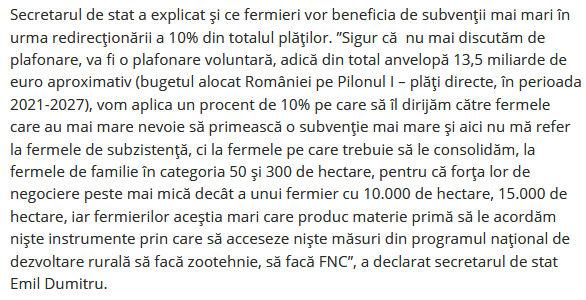 Secretarul de stat a explicat și ce fermieri vor beneficia de subvenții mai mari în
urma redirecționării a 10% din totalul plăților. ”Sigur că  nu mai discutăm de
plafonare, va fi o plafonare voluntară, adică din total anvelopă 13,5 miliarde de
euro aproximativ (bugetul alocat României pe Pilonul I – plăți directe, în perioada
2021-2027), vom aplica un procent de 10% pe care să îl dirijăm către fermele
care au mai mare nevoie să primească o subvenție mai mare și aici nu mă refer
la fermele de subzistență, ci la fermele pe care trebuie să le consolidăm, la
fermele de familie în categoria 50 și 300 de hectare, pentru că forța lor de
negociere peste mai mică decât a unui fermier cu 10.000 de hectare, 15.000 de
hectare, iar fermierilor aceștia mari care produc materie primă să le acordăm
niște instrumente prin care să acceseze niște măsuri din programul național de
dezvoltare rurală să facă zootehnie, să facă FNC”, a declarat secretarul de stat
Emil Dumitru.